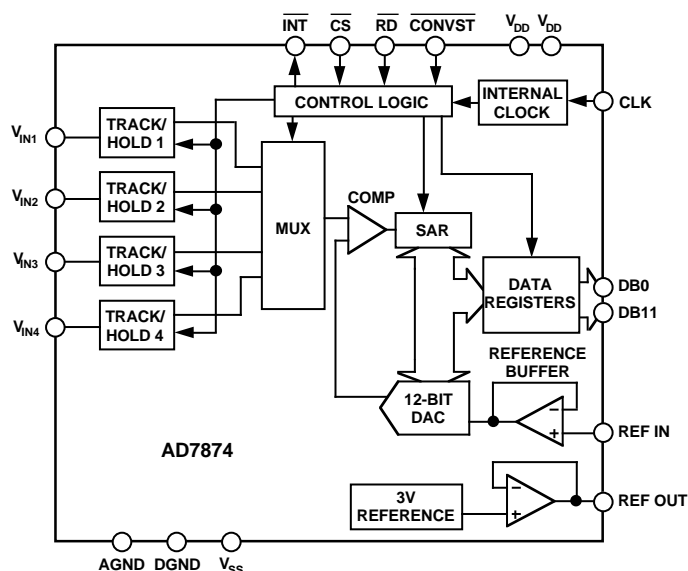 INT CS RD CONVST VDD VDD
CONTROL LOGIC
INTERNAL
CLOCK
CLK
VIN1
TRACK/
HOLD 1
VIN2
TRACK/
HOLD 2
VIN3
TRACK/
HOLD 3
VIN4
TRACK/
HOLD 4
MUX
COMP
SAR
DATA
REGISTERS
DB0
DB11
REFERENCE
BUFFER
12-BIT
DAC
−
+
REF IN
AD7874
3V
REFERENCE
−
+
REF OUT
AGND DGND VSS